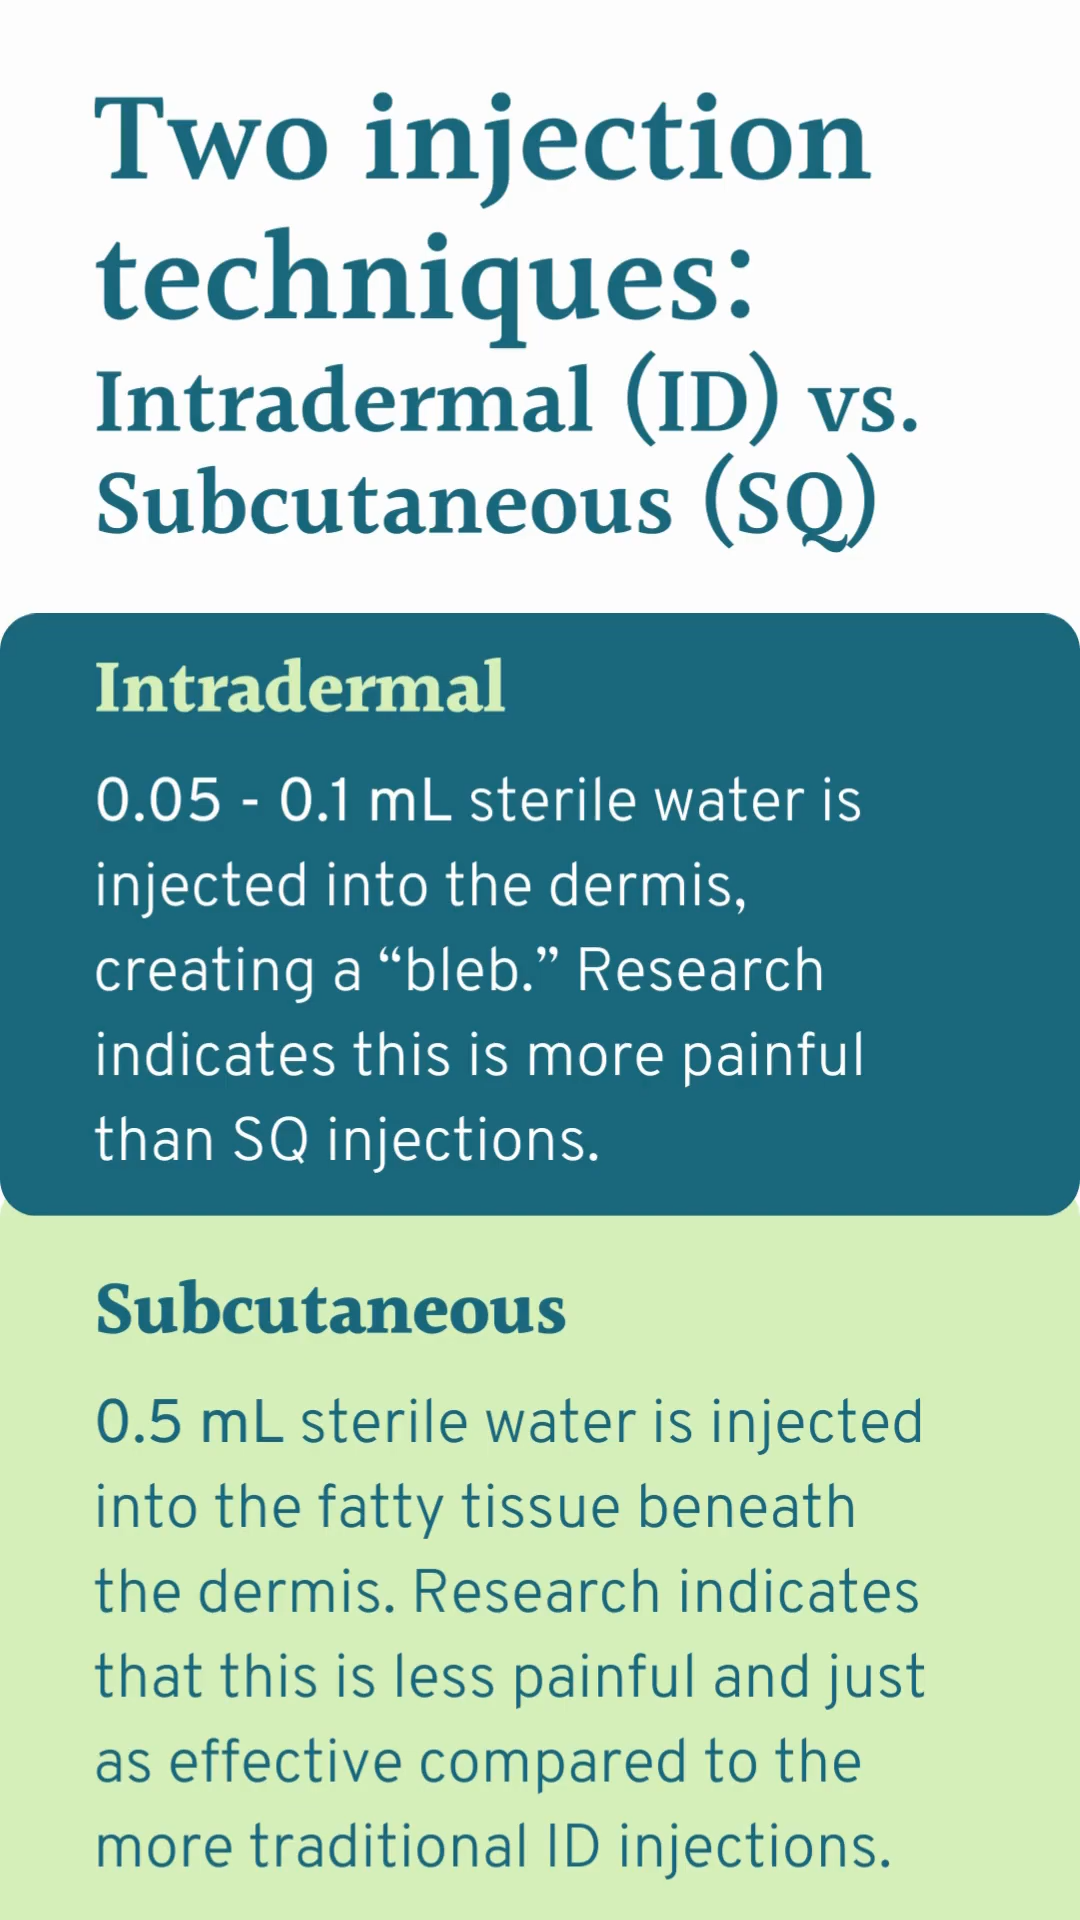 Two injection
techniques:
Intradermal (ID) vs.
Subcutaneous (SQ)
Intradermal
0.05 - 0.1 mL sterile water is
injected into the dermis,
creating a “bleb.” Research
indicates this is more painful
than SQ injections.
Subcutaneous
0.5 mL sterile water is injected
into the fatty tissue beneath
the dermis. Research indicates
that this is less painful and just
as effective compared to the
more traditional ID injections.